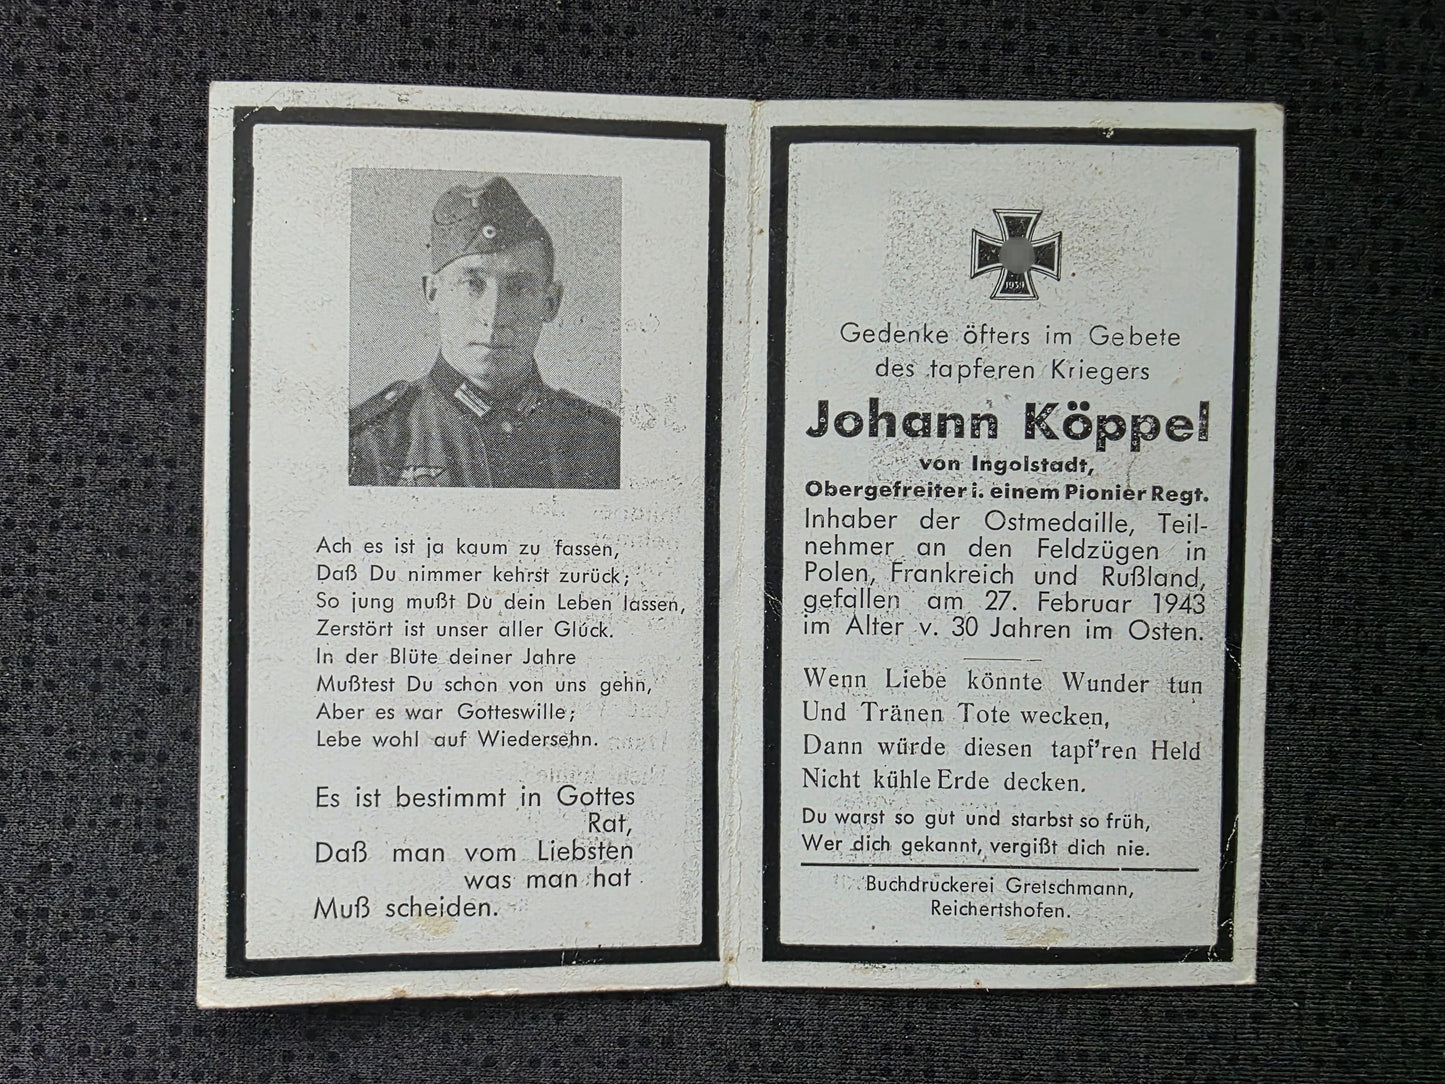 Ach es ist ja kaum zu fassen,
Daß Du nimmer kehrst zurück;
So jung mußt Du dein Leben lassen,
Zerstört ist unser aller Glück.
In der Blüte deiner Jahre
Mußtest Du schon von uns gehn,
Aber es war Gotteswille;
Lebe wohl auf Wiedersehn.
Es ist bestimmt in Gottes
Rat,
Daß man vom Liebsten
was man hat
Muß scheiden.
1939
Gedenke öfters im Gebete
des tapferen Kriegers
Johann Köppel
von Ingolstadt,
Obergefreiter i. einem Pionier Regt.
Inhaber der Ostmedaille, Teil-
nehmer an den Feldzügen in
Polen, Frankreich und Rußland,
gefallen am 27. Februar 1943
im Alter v. 30 Jahren im Osten.
Wenn Liebe könnte Wunder tun
Und Tränen Tote wecken,
Dann würde diesen tapf'ren Held
Nicht kühle Erde decken.
Du warst so gut und starbst so früh,
Wer dich gekannt, vergißt dich nie.
Buchdruckerei Gretschmann,
Reichertshofen.